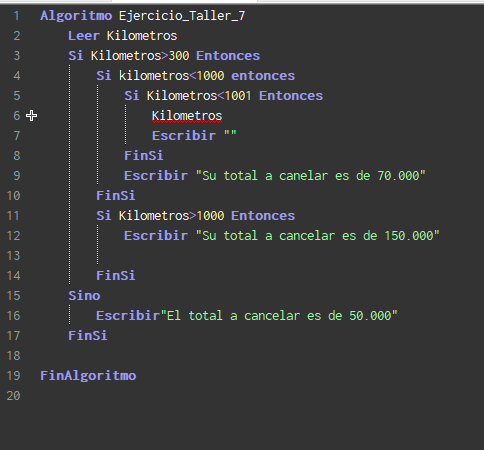 1 Algoritmo Ejercicio_Taller_7
2 Leer Kilometros
3 Si Kilometros>300 Entonces
4 Si kilometros<1000 entonces
5 Si Kilometros<1001 Entonces
6 Kilometros
7 Escribir ""
8 FinSi
9 Escribir "Su total a canelar es de 70.000"
10 FinSi
11 Si Kilometros>1000 Entonces
12 Escribir "Su total a cancelar es de 150.000"
13
14 FinSi
15 Sino
16 Escribir"El total a cancelar es de 50.000"
17 FinSi
18
19 FinAlgoritmo
20